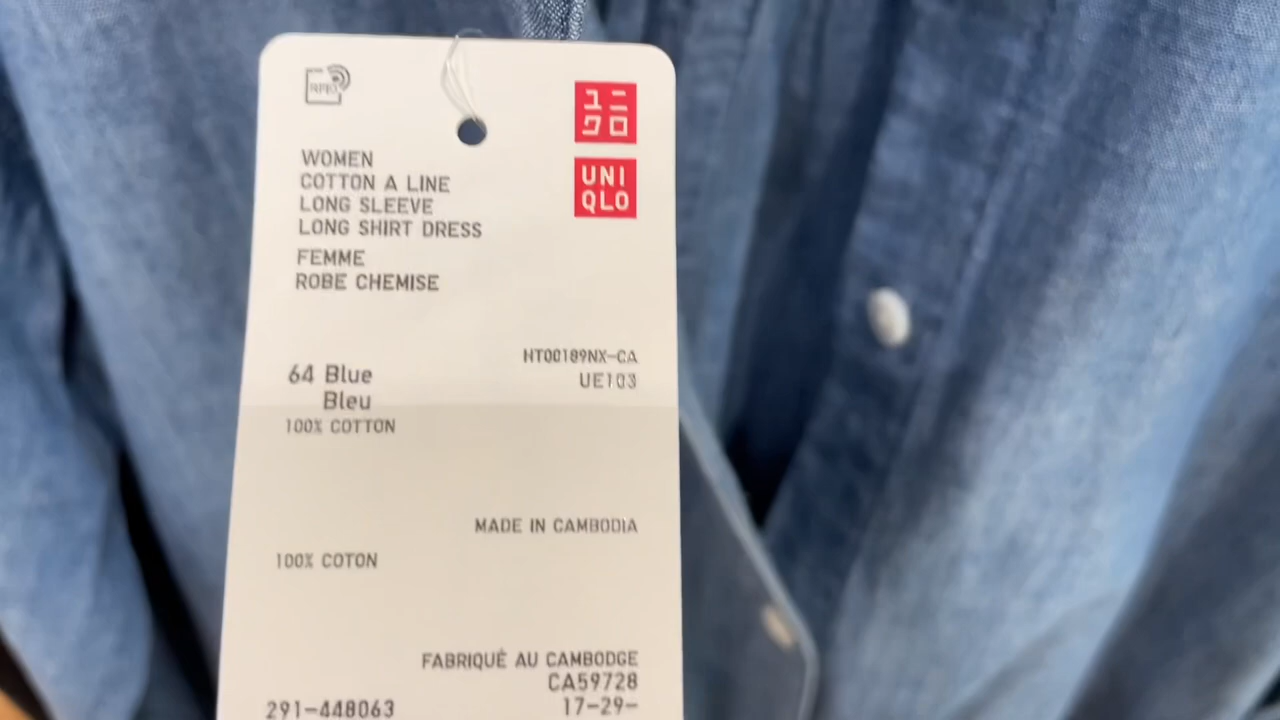 RFID
ユニ
クロ
UNI
QLO
WOMEN
COTTON A LINE
LONG SLEEVE
LONG SHIRT DRESS
FEMME
ROBE CHEMISE
HT00189NX-CA
64 Blue
UE103
Bleu
100% COTTON
MADE IN CAMBODIA
100% COTON
FABRIQUÉ AU CAMBODGE
CA59728
291-448063
17-29-